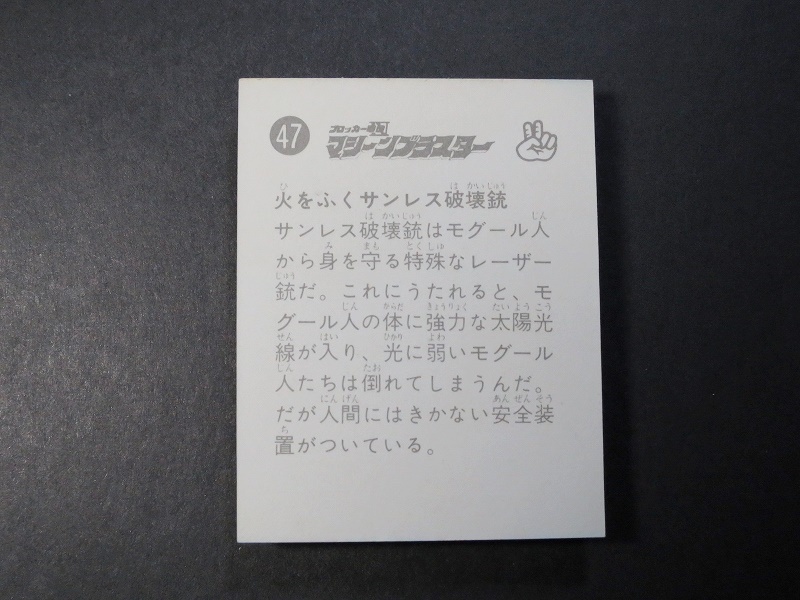 47
ブロッカー軍
マシーンブラスター
火をふくサンレス破壊銃
サンレス破壊銃はモグール人
から身を守る特殊なレーザー
銃だ。これにうたれると、モ
グール人の体に強力な太陽光
線が入り、光に弱いモグール
人たちは倒れてしまうんだ。
だが人間にはきかない安全装
置がついている。